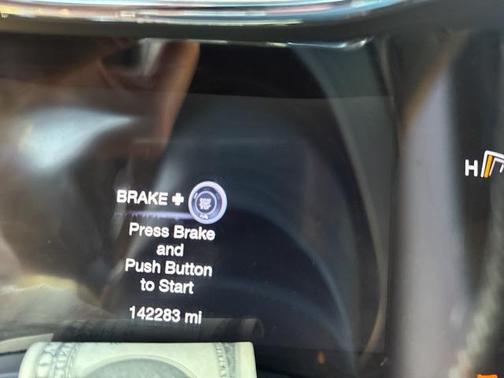 BRAKE +
H
Press Brake
and
Push Button
to Start
142283 mi